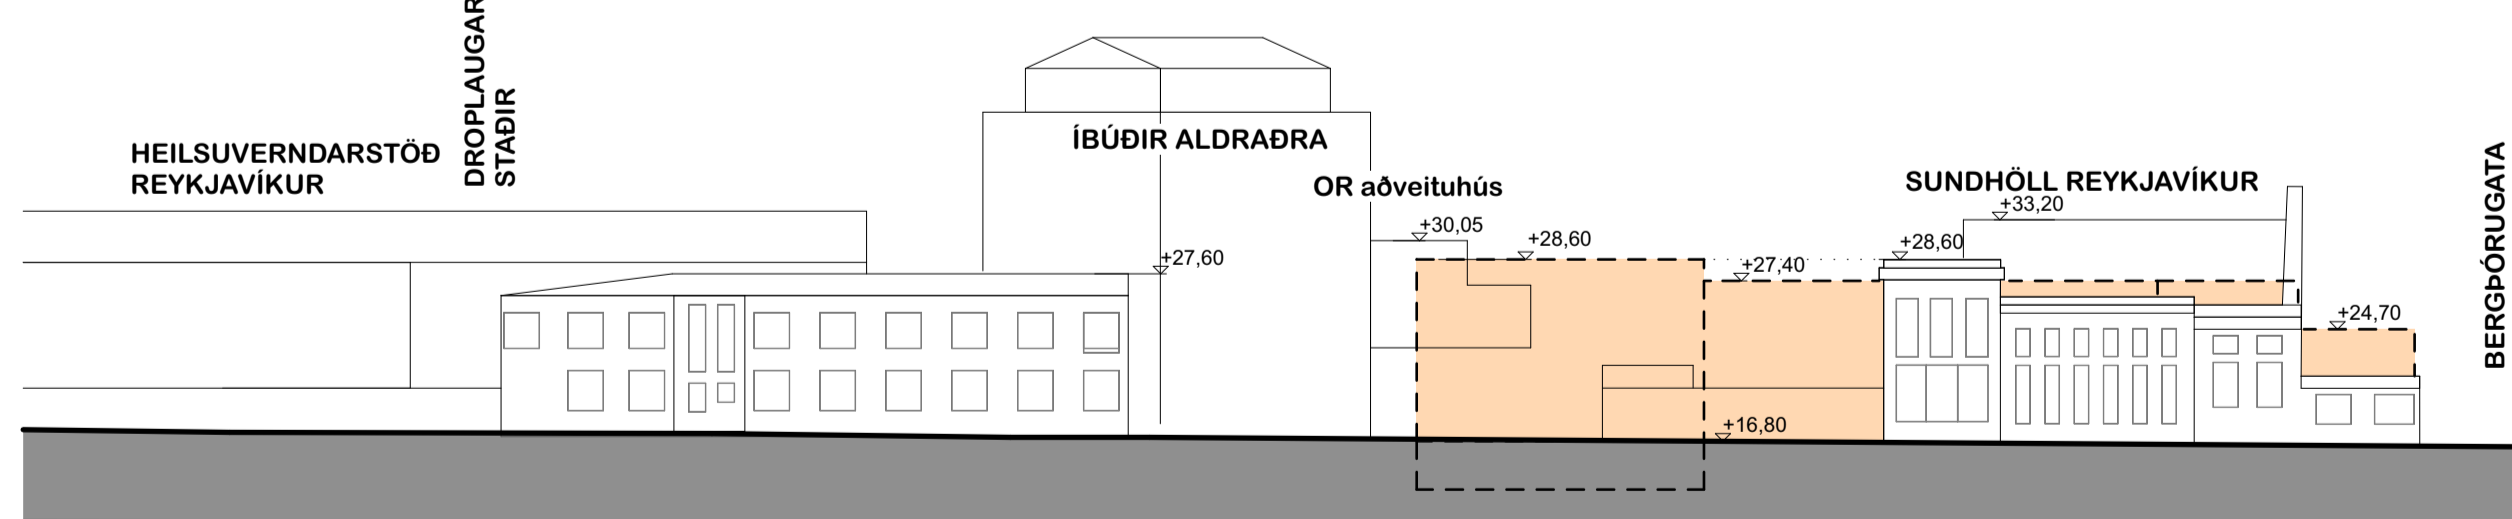 HEILSUVERNDARSTÖÐ
REYKJAVÍKUR
DROPLAUGAR
STAÐIR
ÍBÚÐIR ALDRAÐRA
OR aðveituhús
SUNDHÖLL REYKJAVÍKUR
BERGÞÓRUGATA
+27,60
+30,05
+28,60
+27,40
+16,80
+28,60
+33,20
+24,70